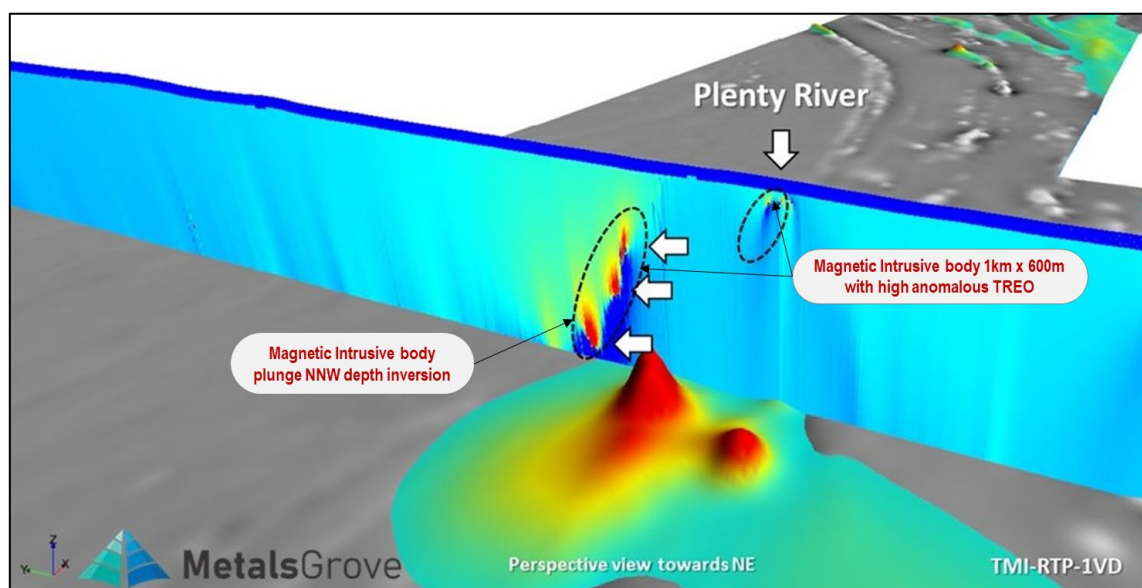 Plenty River
Magnetic Intrusive body 1km x 600m
with high anomalous TREO
Magnetic Intrusive body
plunge NNW depth inversion
Z
Y
X
MetalsGrove
Perspective view towards NE
TMI-RTP-1VD